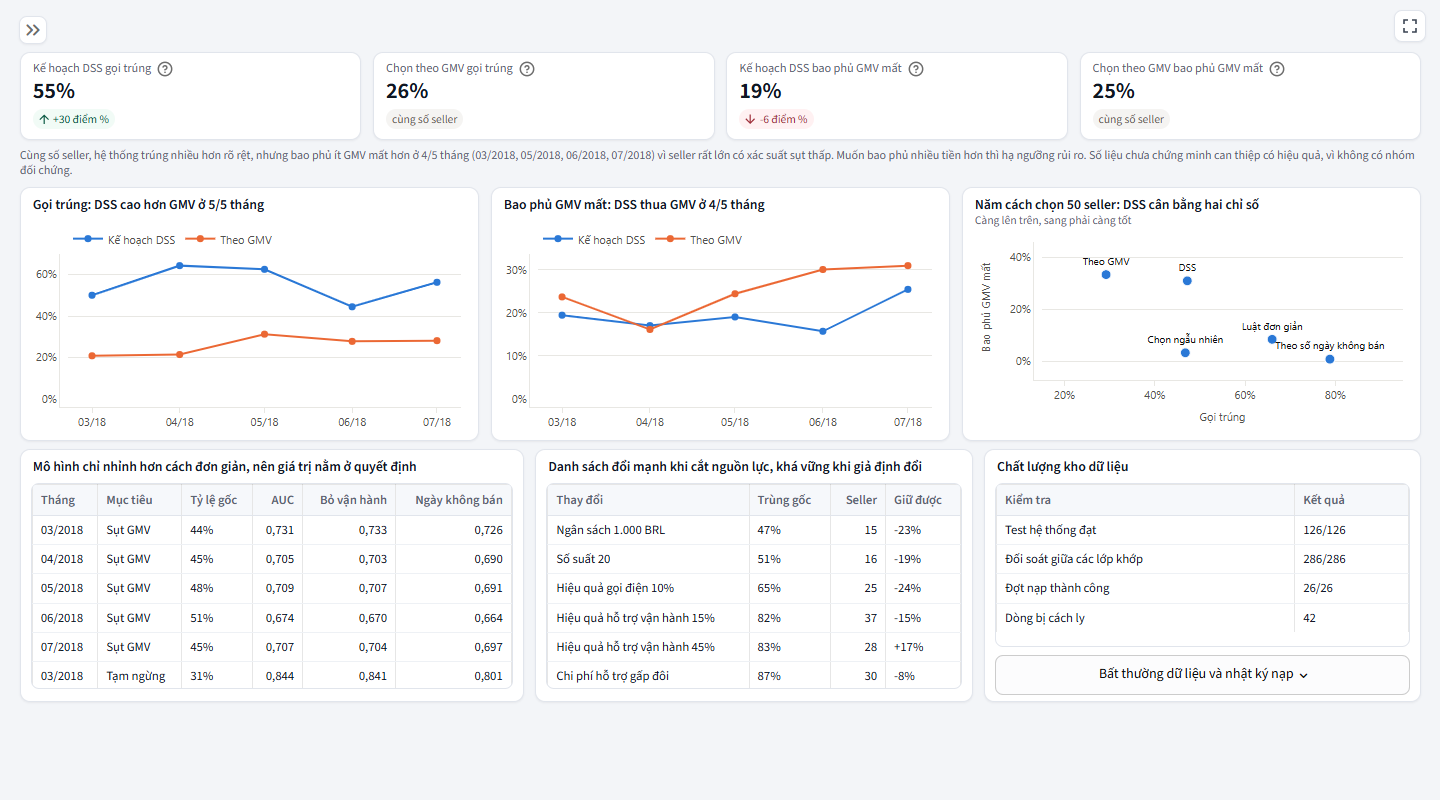 Kế hoạch DSS gọi trúng
55%
+30 điểm %
Chọn theo GMV gọi trúng
26%
cùng số seller
Kế hoạch DSS bao phủ GMV mất
19%
-6 điểm %
Chọn theo GMV bao phủ GMV mất
25%
cùng số seller
Cùng số seller, hệ thống trúng nhiều hơn rõ rệt, nhưng bao phủ ít GMV mất hơn ở 4/5 tháng (03/2018, 05/2018, 06/2018, 07/2018) vì seller rất lớn có xác suất sụt thấp. Muốn bao phủ nhiều tiền hơn thì hạ ngưỡng rủi ro. Số liệu chưa chứng minh can thiệp có hiệu quả, vì không có nhóm
đối chứng.
Gọi trúng: DSS cao hơn GMV ở 5/5 tháng
Kế hoạch DSS Theo GMV
60%
40%
20%
0%
03/18 04/18 05/18 06/18 07/18
Bao phủ GMV mất: DSS thua GMV ở 4/5 tháng
Kế hoạch DSS Theo GMV
30%
20%
10%
0%
03/18 04/18 05/18 06/18 07/18
Năm cách chọn 50 seller: DSS cân bằng hai chỉ số
Càng lên trên, sang phải càng tốt
Bao phủ GMV mất
40%
20%
0%
Theo GMV
DSS
Luật đơn giản
Chọn ngẫu nhiên
Theo số ngày không bán
20% 40% 60% 80%
Gọi trúng
Mô hình chỉ nhỉnh hơn cách đơn giản, nên giá trị nằm ở quyết định
Tháng Mục tiêu Tỷ lệ gốc AUC Bỏ vận hành Ngày không bán
03/2018 Sụt GMV 44% 0,731 0,733 0,726
04/2018 Sụt GMV 45% 0,705 0,703 0,690
05/2018 Sụt GMV 48% 0,709 0,707 0,691
06/2018 Sụt GMV 51% 0,674 0,670 0,664
07/2018 Sụt GMV 45% 0,707 0,704 0,697
03/2018 Tạm ngừng 31% 0,844 0,841 0,801
Danh sách đổi mạnh khi cắt nguồn lực, khá vững khi giả định đổi
Thay đổi Trùng gốc Seller Giữ được
Ngân sách 1.000 BRL 47% 15 -23%
Số suất 20 51% 16 -19%
Hiệu quả gọi điện 10% 65% 25 -24%
Hiệu quả hỗ trợ vận hành 15% 82% 37 -15%
Hiệu quả hỗ trợ vận hành 45% 83% 28 +17%
Chi phí hỗ trợ gấp đôi 87% 30 -8%
Chất lượng kho dữ liệu
Kiểm tra Kết quả
Test hệ thống đạt 126/126
Đối soát giữa các lớp khớp 286/286
Đợt nạp thành công 26/26
Dòng bị cách ly 42
Bất thường dữ liệu và nhật ký nạp